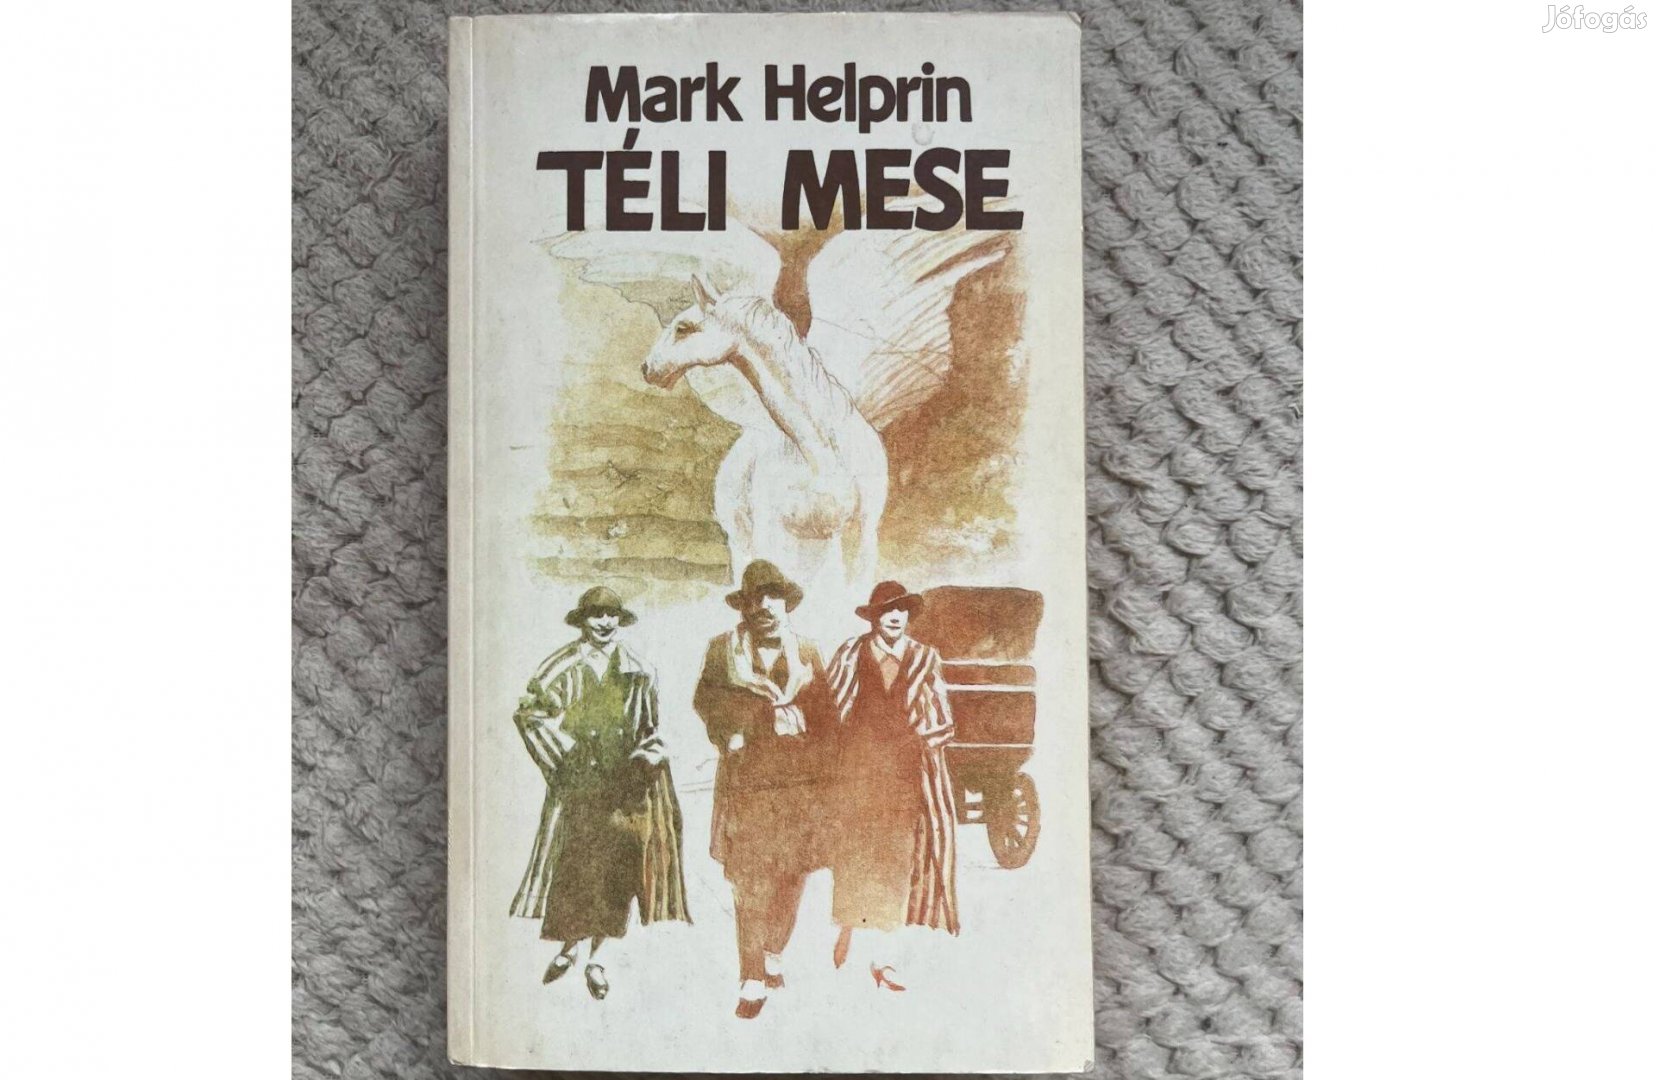 Jófogás
Mark Helprin
TÉLI MESE